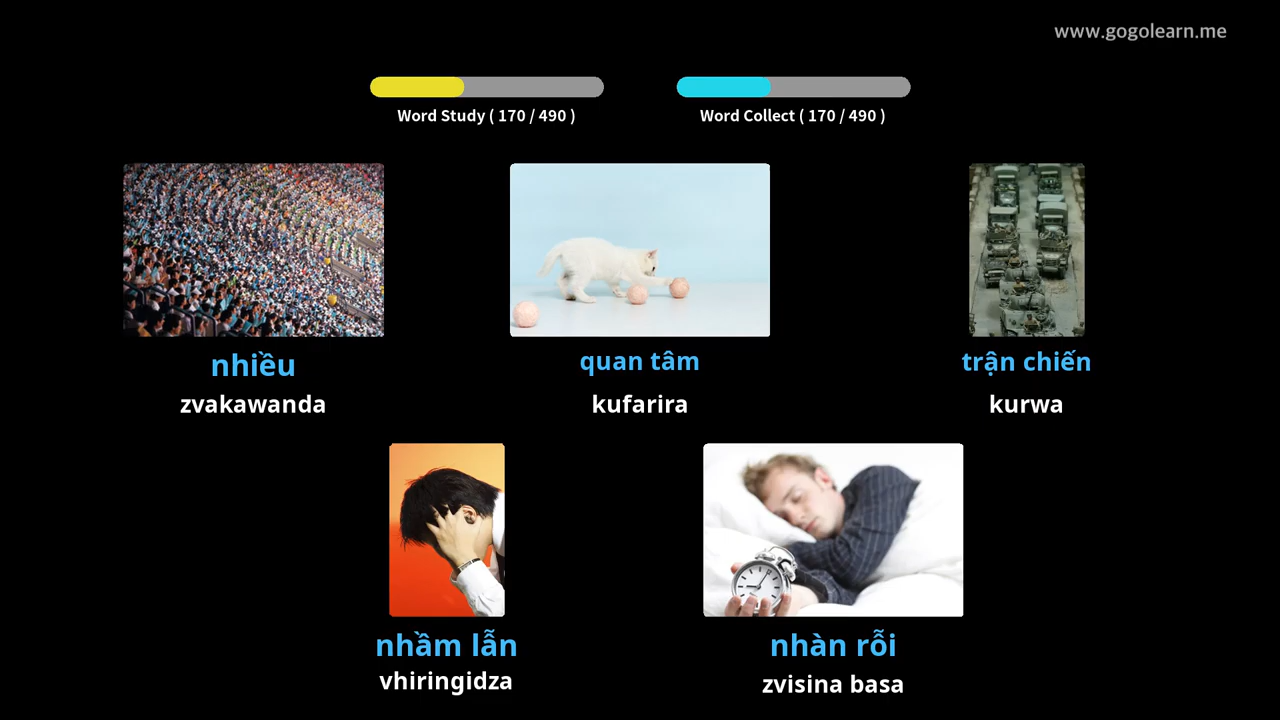 www.gogolearn.me
Word Study ( 170 / 490 )
Word Collect ( 170 / 490 )
nhiều
zvakawanda
quan tâm
kufarira
trận chiến
kurwa
nhầm lẫn
vhiringidza
nhàn rỗi
zvisina basa